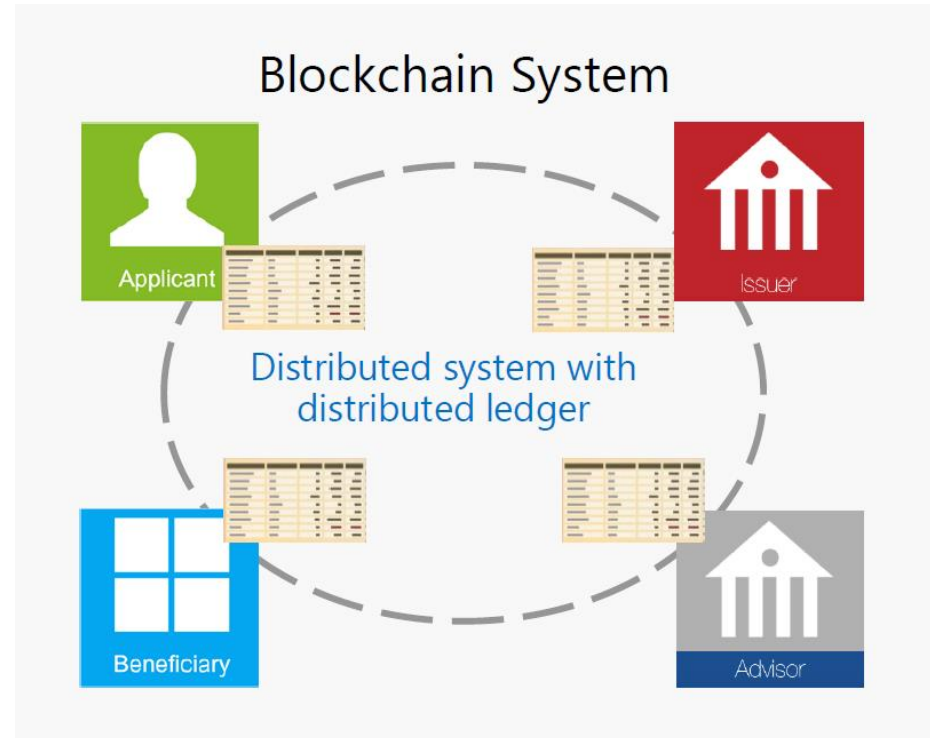 Blockchain System
Applicant
Issuer
Distributed system with
distributed ledger
Beneficiary
Advisor